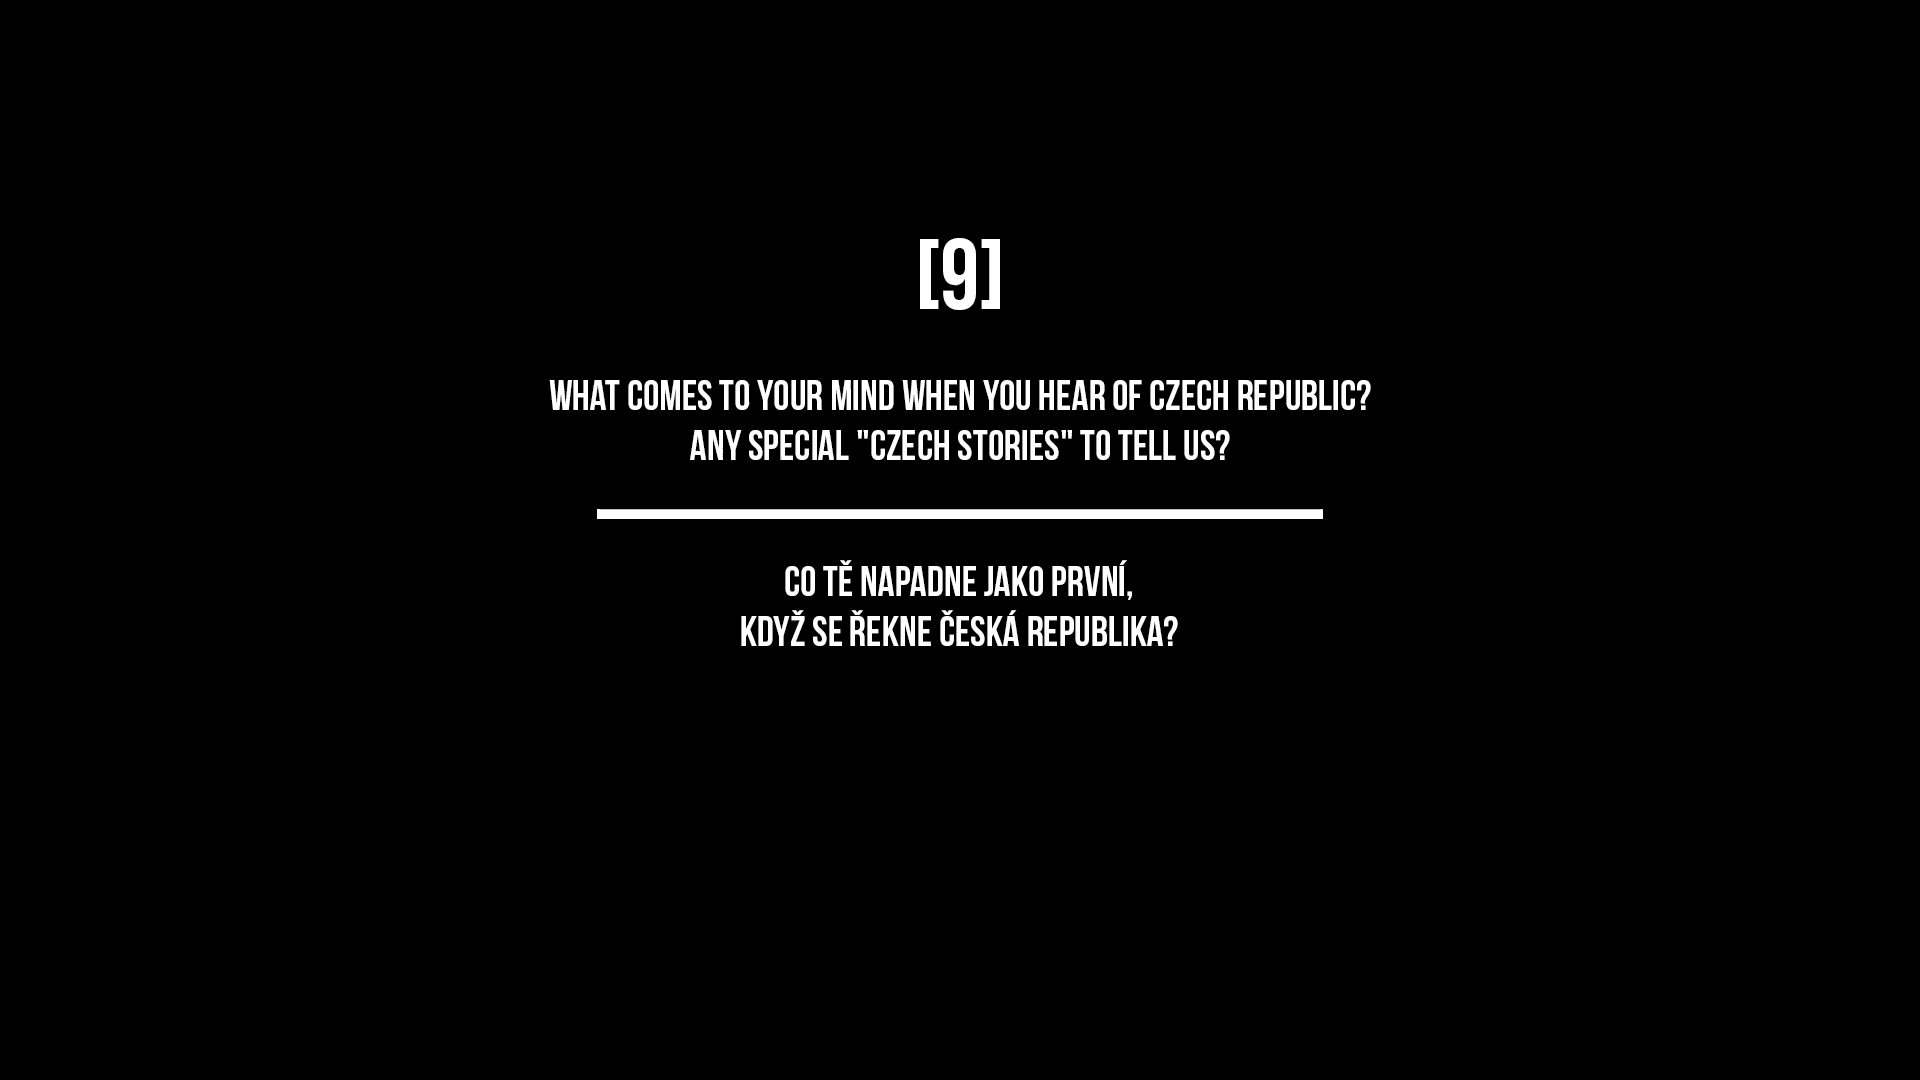 [9]
WHAT COMES TO YOUR MIND WHEN YOU HEAR OF CZECH REPUBLIC?
ANY SPECIAL "CZECH STORIES" TO TELL US?
CO TĚ NAPADNE JAKO PRVNÍ,
KDYŽ SE ŘEKNE ČESKÁ REPUBLIKA?